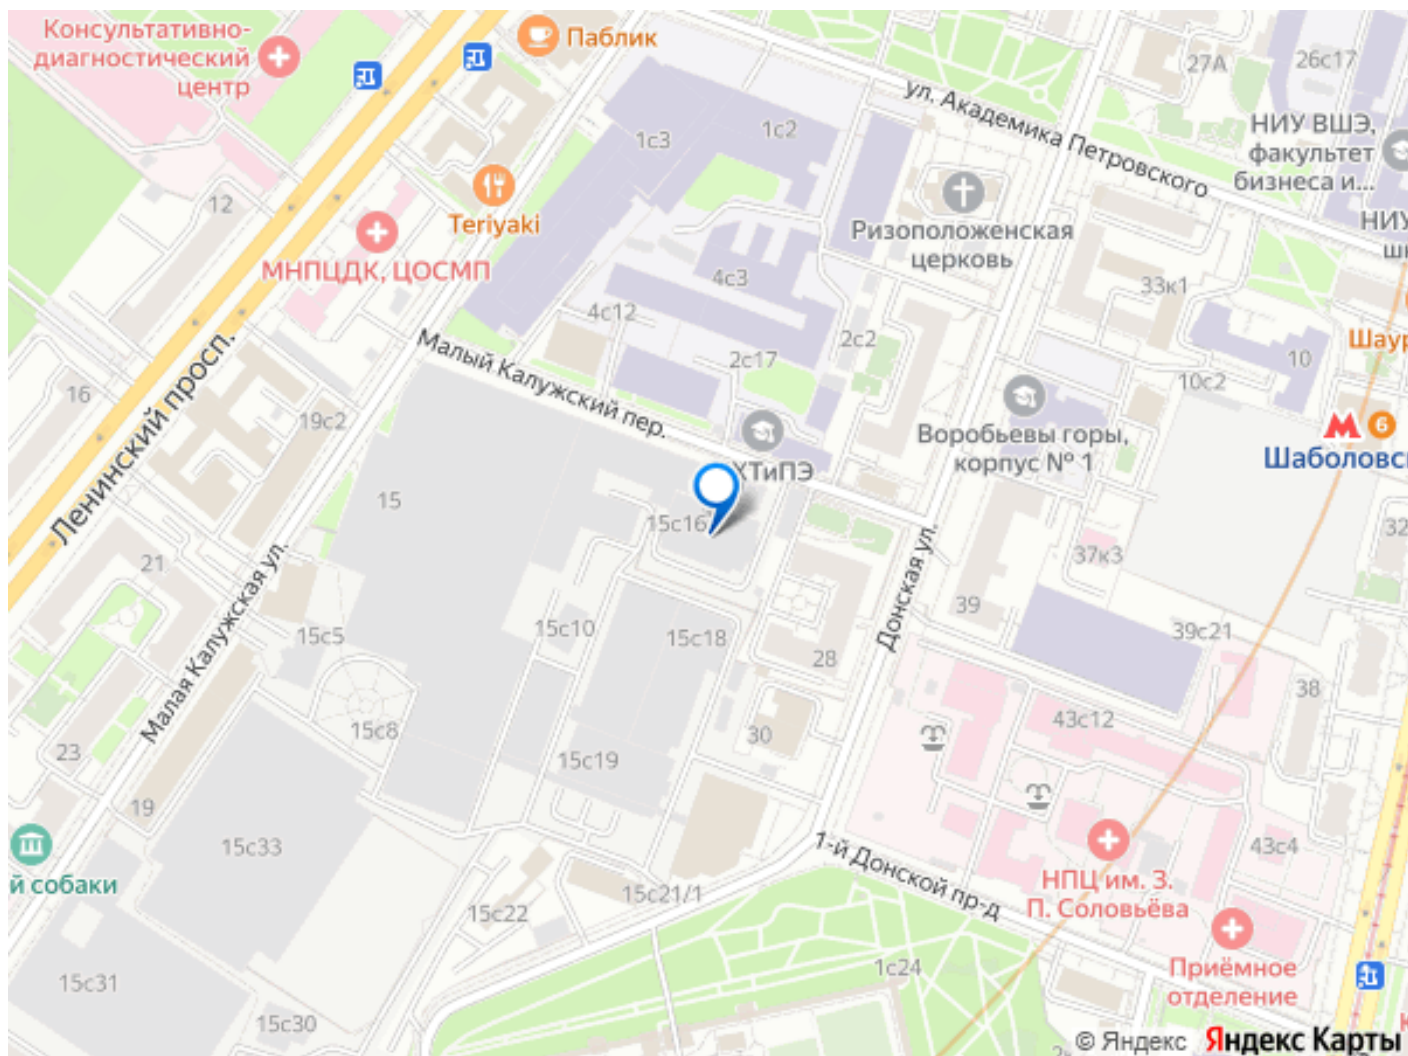 Консультативно-
диагностический
центр
Паблик
27А
26с17
ул. Академика Петровского
НИУ ВШЭ,
факультет
бизнеса и...
1с3
1с2
12
Teriyaki
МНПЦДК, ЦОСМП
Ризоположенская
церковь
4с3
33к1
4с12
2с2
2с17
Малый Калужский пер.
Ленинский просп.
16
19с2
10
10с2
Воробьевы горы,
корпус № 1
6
15
15с16
37к3
32
21
Малая Калужская ул.
Донская ул.
39
15с5
15с10
15с18
28
39с21
38
43с12
15с8
30
15с19
23
19
15с33
43с4
1-й Донской пр-д
НПЦ им. З.
П. Соловьёва
собаки
15с21/1
15с22
Приёмное
отделение
1с24
15с31
15с30
© Яндекс Яндекс Карты